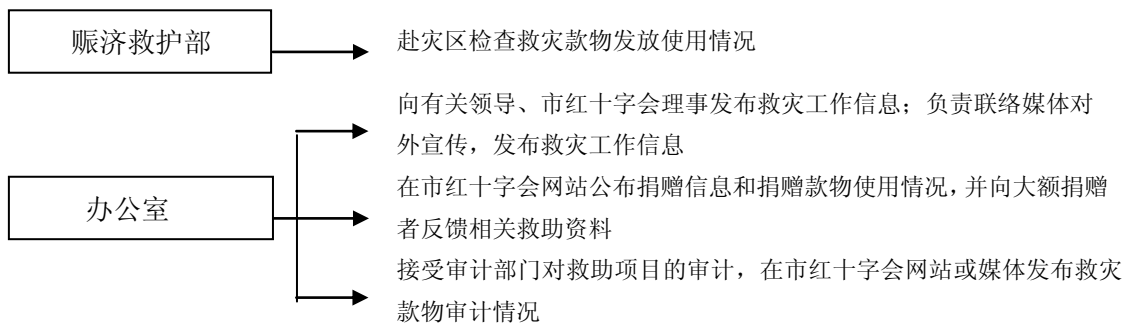 赈济救护部
赴灾区检查救灾款物发放使用情况
向有关领导、市红十字会理事发布救灾工作信息；负责联络媒体对
外宣传，发布救灾工作信息
办公室
在市红十字会网站公布捐赠信息和捐赠款物使用情况，并向大额捐赠
者反馈相关救助资料
接受审计部门对救助项目的审计，在市红十字会网站或媒体发布救灾
款物审计情况